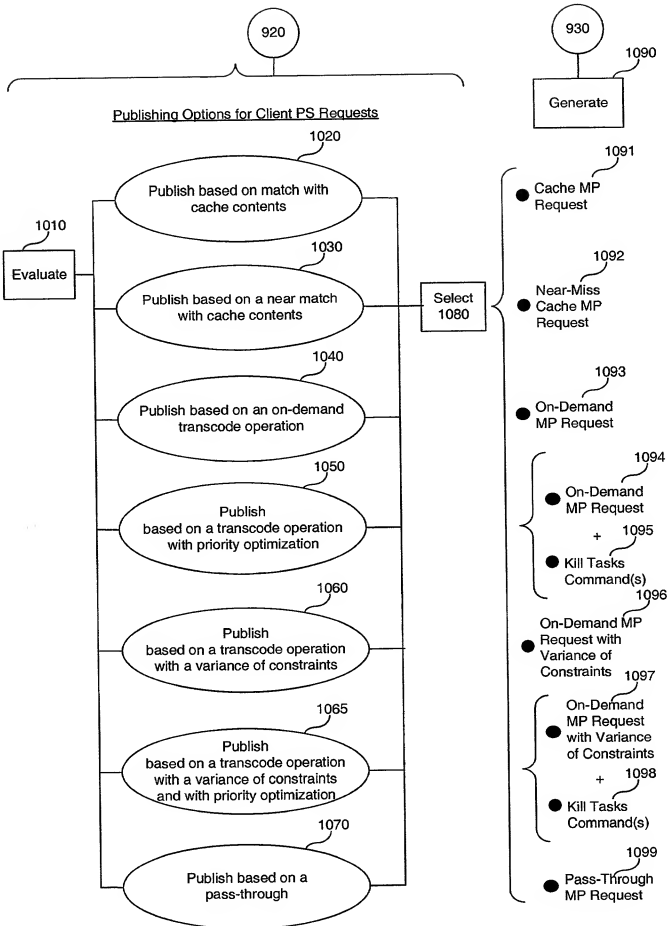 920
930
1090
Generate
Publishing Options for Client PS Requests
1020
Publish based on match with
cache contents
1010
Evaluate
1030
Publish based on a near match
with cache contents
Select
1080
1040
Publish based on an on-demand
transcode operation
1050
Publish
based on a transcode operation
with priority optimization
1060
Publish
based on a transcode operation
with a variance of constraints
1065
Publish
based on a transcode operation
with a variance of constraints
and with priority optimization
1070
Publish based on a
pass-through
1091
Cache MP
Request
1092
Near-Miss
Cache MP
Request
1093
On-Demand
MP Request
1094
On-Demand
MP Request
+
1095
Kill Tasks
Command(s)
1096
On-Demand MP
Request with
Variance of
Constraints
1097
On-Demand
MP Request
with Variance
of Constraints
+
1098
Kill Tasks
Command(s)
1099
Pass-Through
MP Request